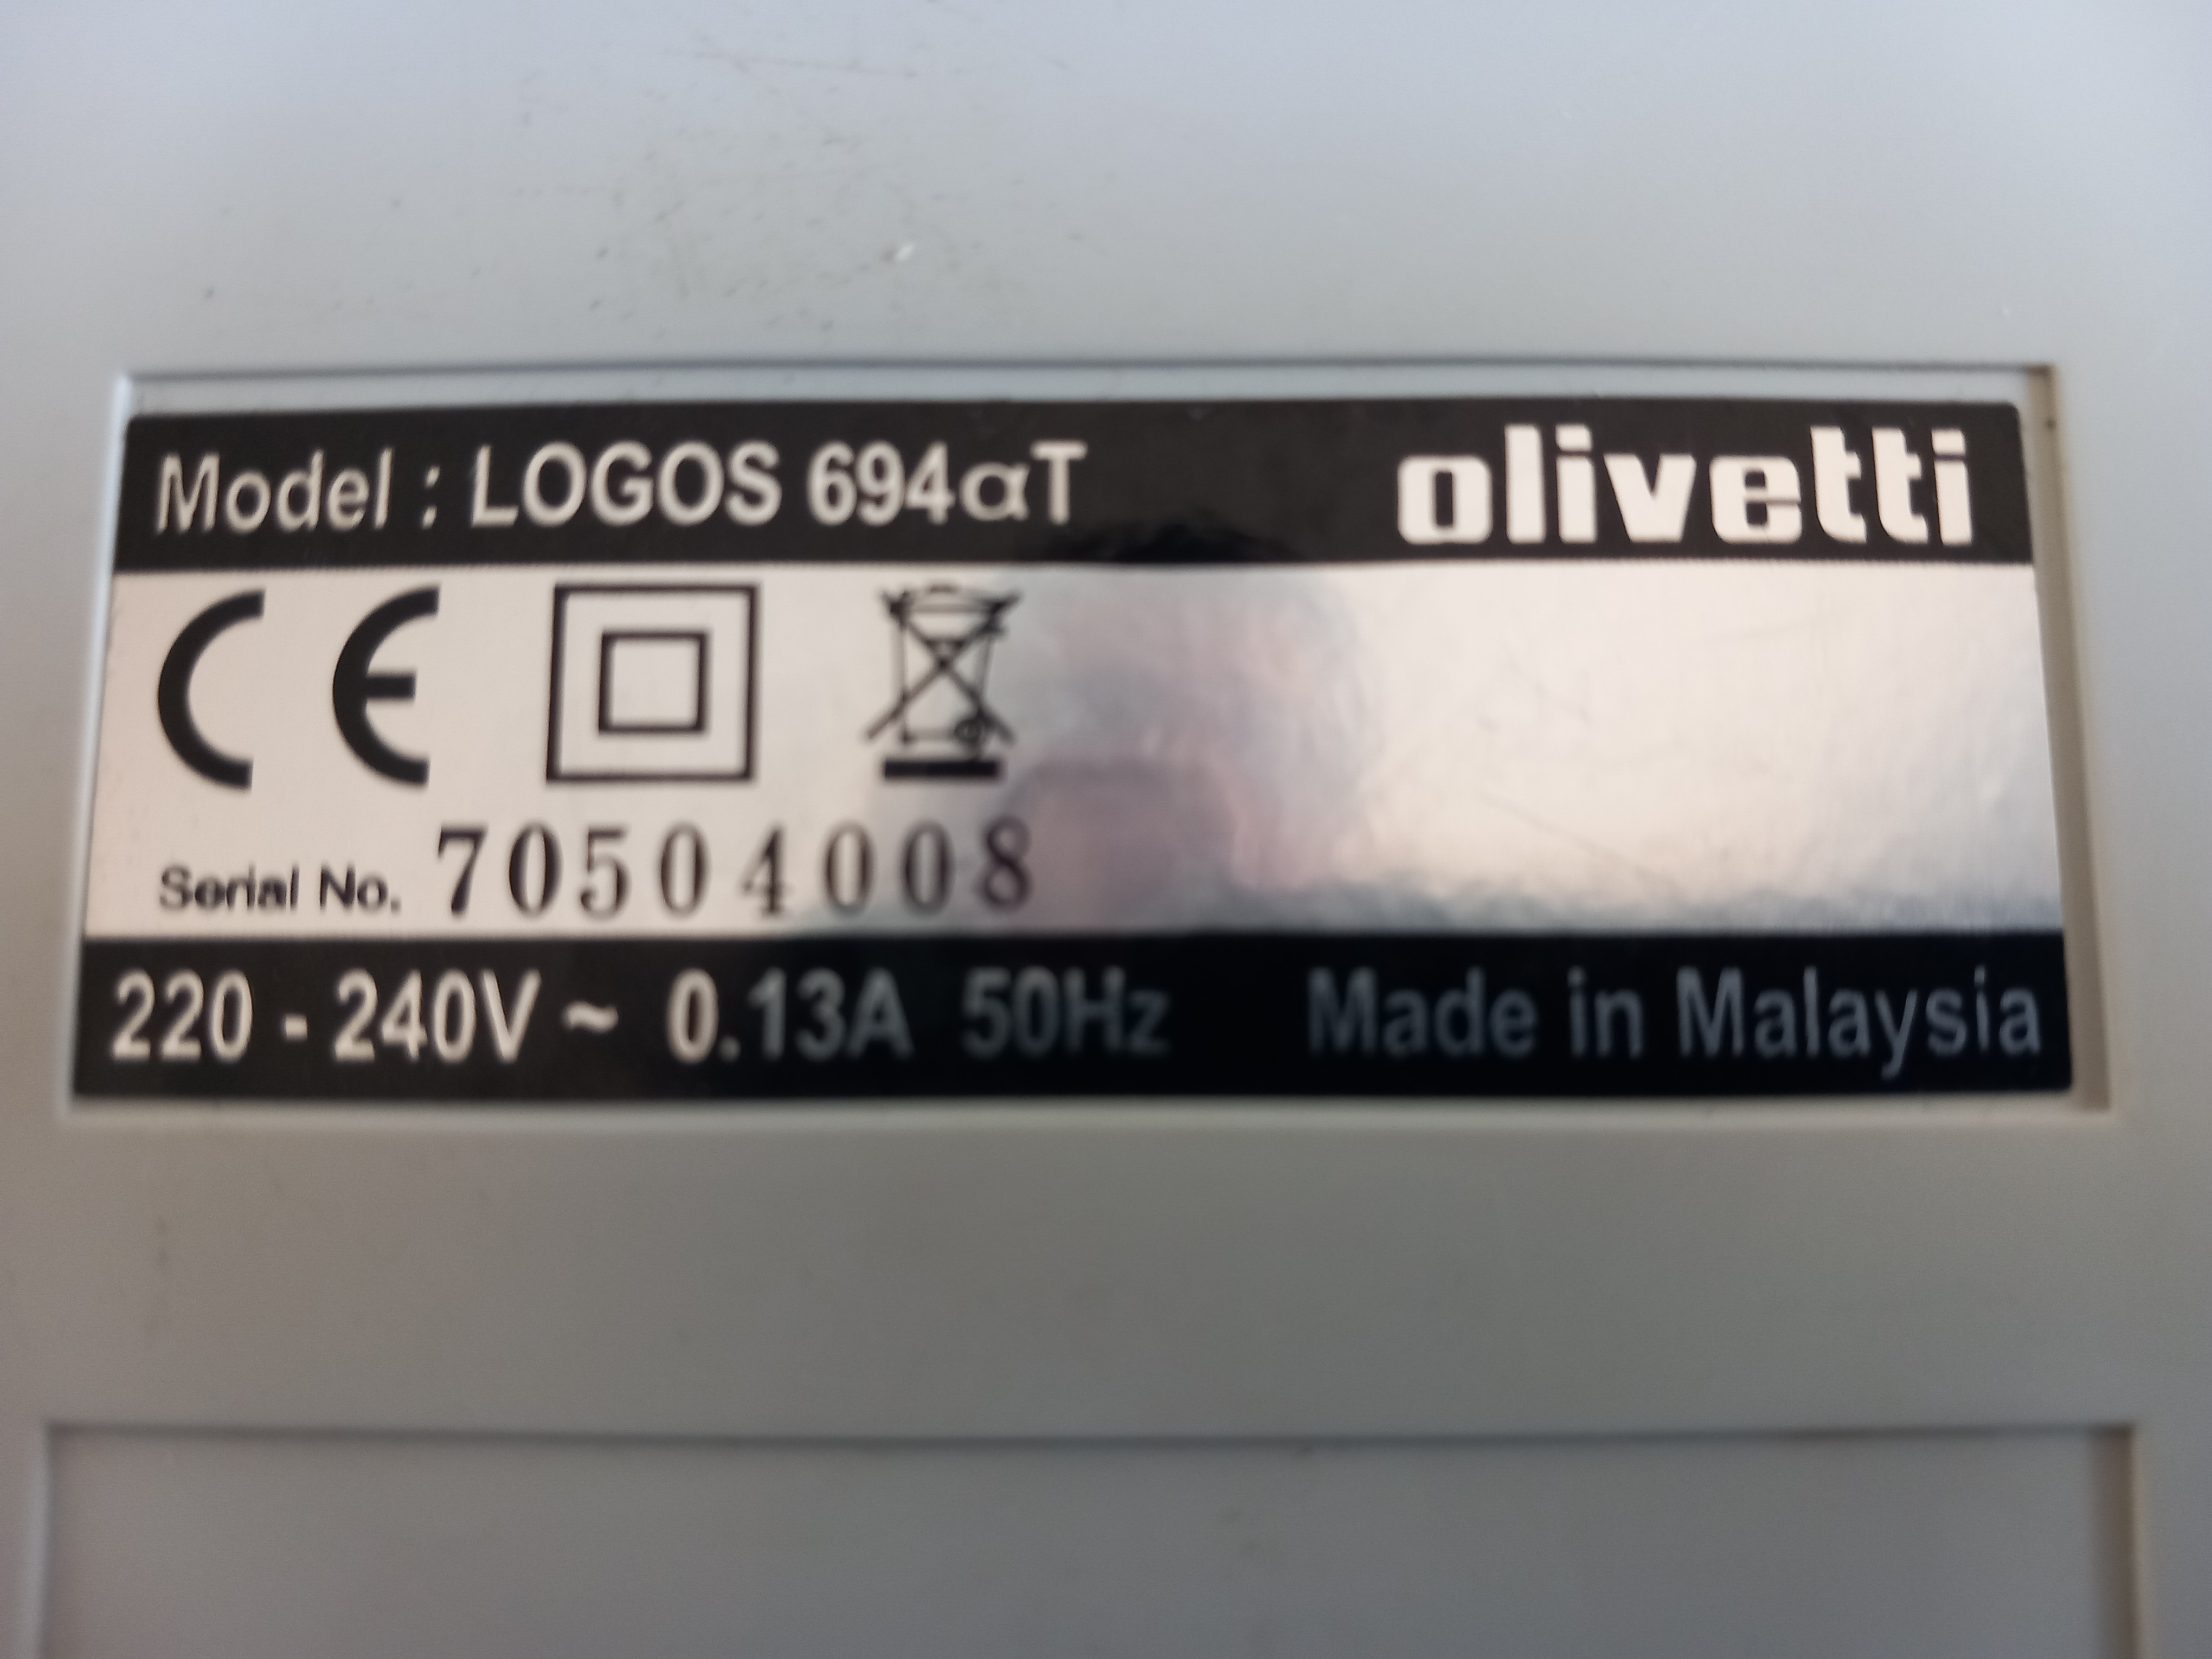 Model : LOGOS 694αT olivetti
CE
Serial No. 70504008
220 - 240V ~ 0.13A 50Hz Made in Malaysia